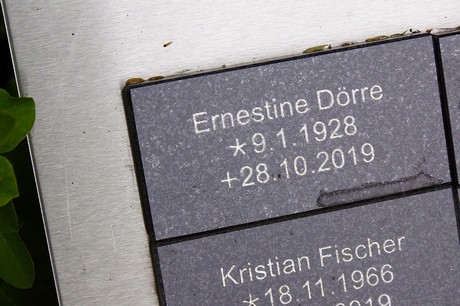 Ernestine Dörre
*9.1.1928
+28.10.2019
Kristian Fischer
*18.11.1966